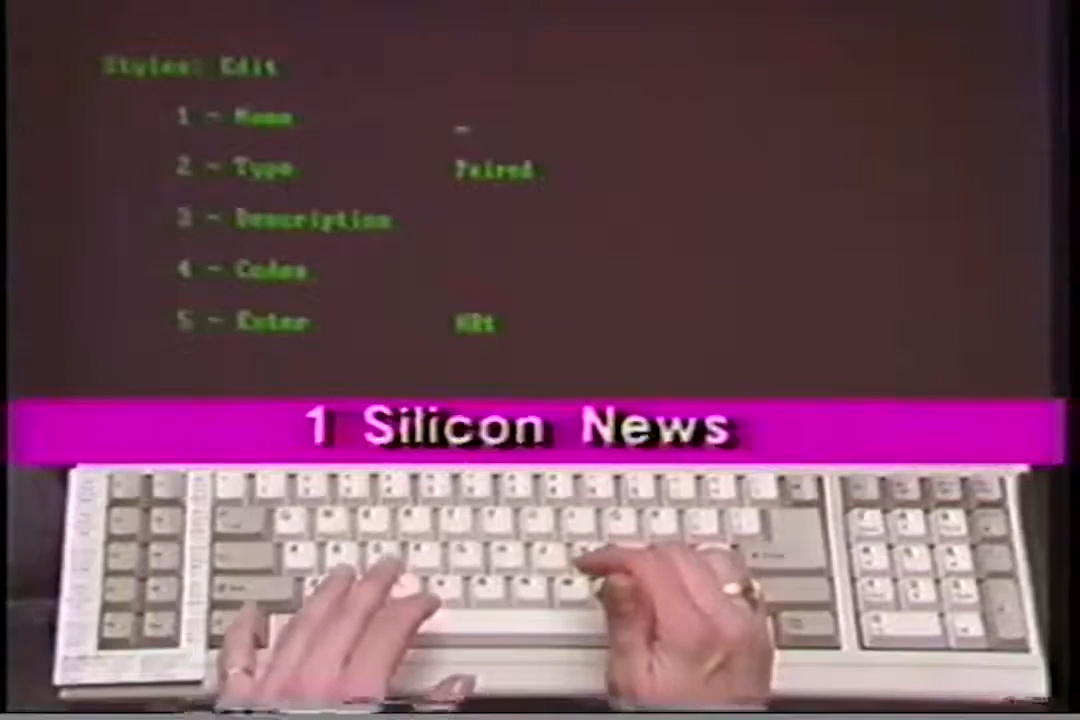 Styles: Edit
1 - Name
2 - Type Paired
3 - Description
4 - Codes
5 - Enter HRt
1 Silicon News